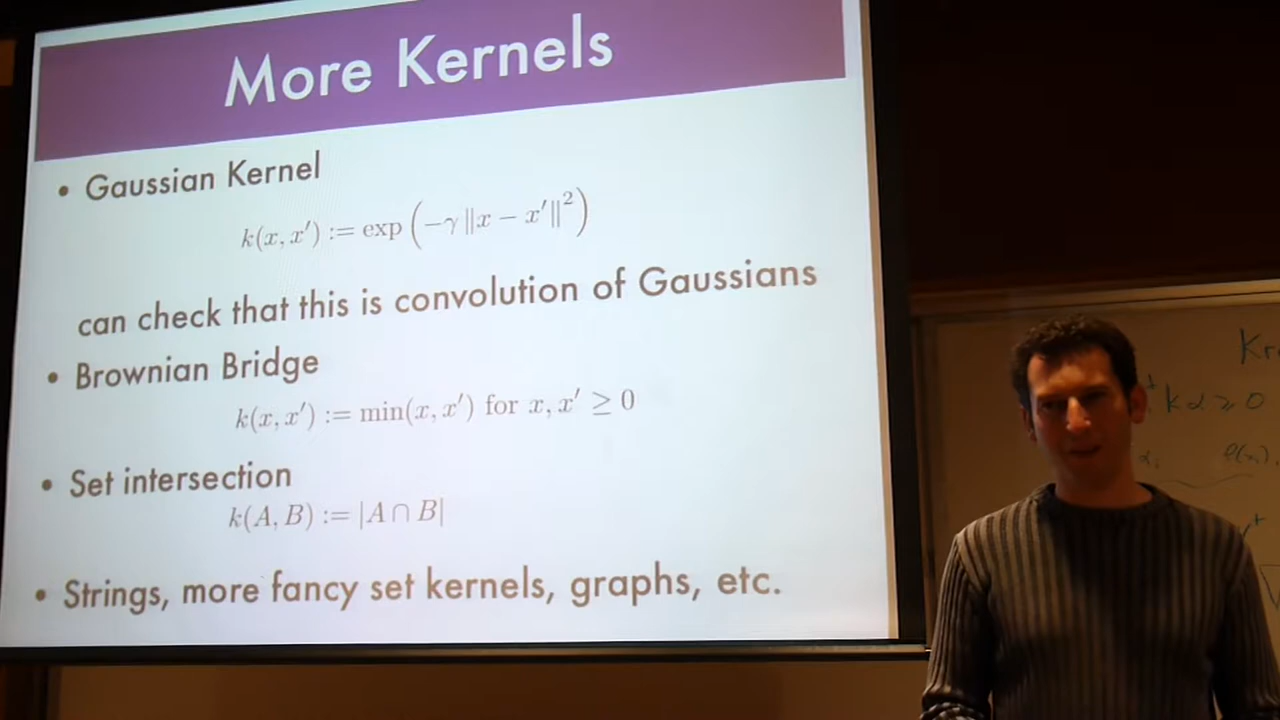 More Kernels
• Gaussian Kernel
k(x, x′) := exp (−γ ‖x − x′‖²)
can check that this is convolution of Gaussians
• Brownian Bridge
k(x, x′) := min(x, x′) for x, x′ ≥ 0
• Set intersection
k(A, B) := |A ∩ B|
• Strings, more fancy set kernels, graphs, etc.
k α ≥ 0